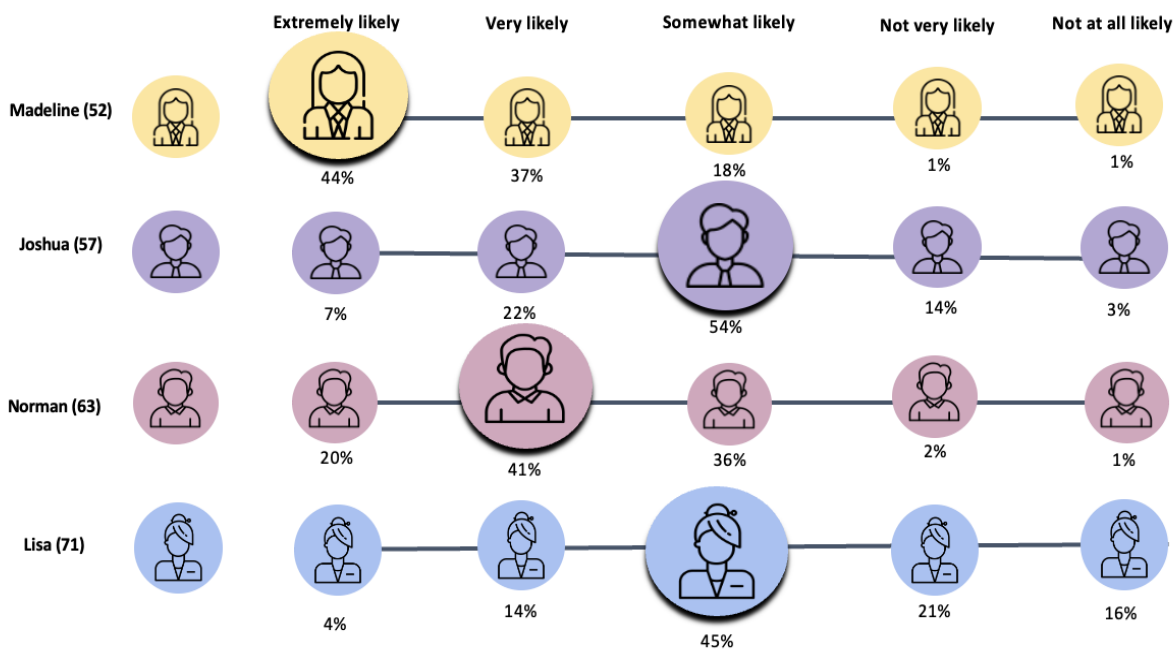 Extremely likely Very likely Somewhat likely Not very likely Not at all likely
Madeline (52)
44% 37% 18% 1% 1%
Joshua (57)
7% 22% 54% 14% 3%
Norman (63)
20% 41% 36% 2% 1%
Lisa (71)
4% 14% 45% 21% 16%